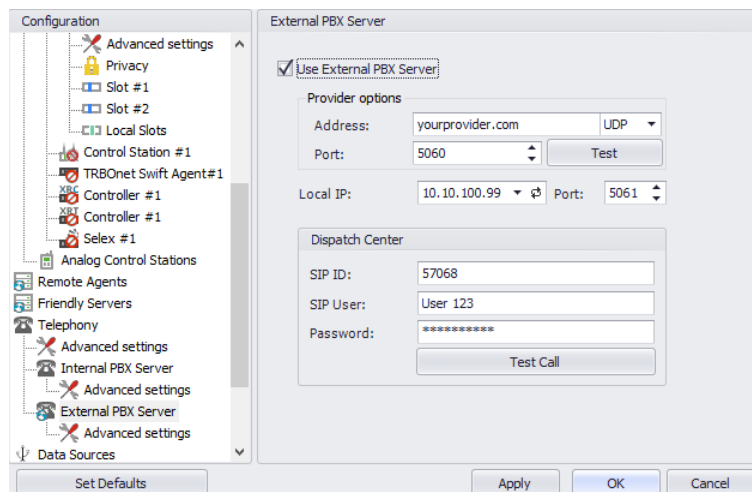 Configuration
Advanced settings
Privacy
Slot #1
Slot #2
Local Slots
Control Station #1
TRBOnet Swift Agent#1
XRC Controller #1
XRT Controller #1
Selex #1
Analog Control Stations
Remote Agents
Friendly Servers
Telephony
Advanced settings
Internal PBX Server
Advanced settings
External PBX Server
Advanced settings
Data Sources
Set Defaults
External PBX Server
Use External PBX Server
Provider options
Address: yourprovider.com UDP
Port: 5060 Test
Local IP: 10.10.100.99 Port: 5061
Dispatch Center
SIP ID: 57068
SIP User: User 123
Password: **********
Test Call
Apply OK Cancel